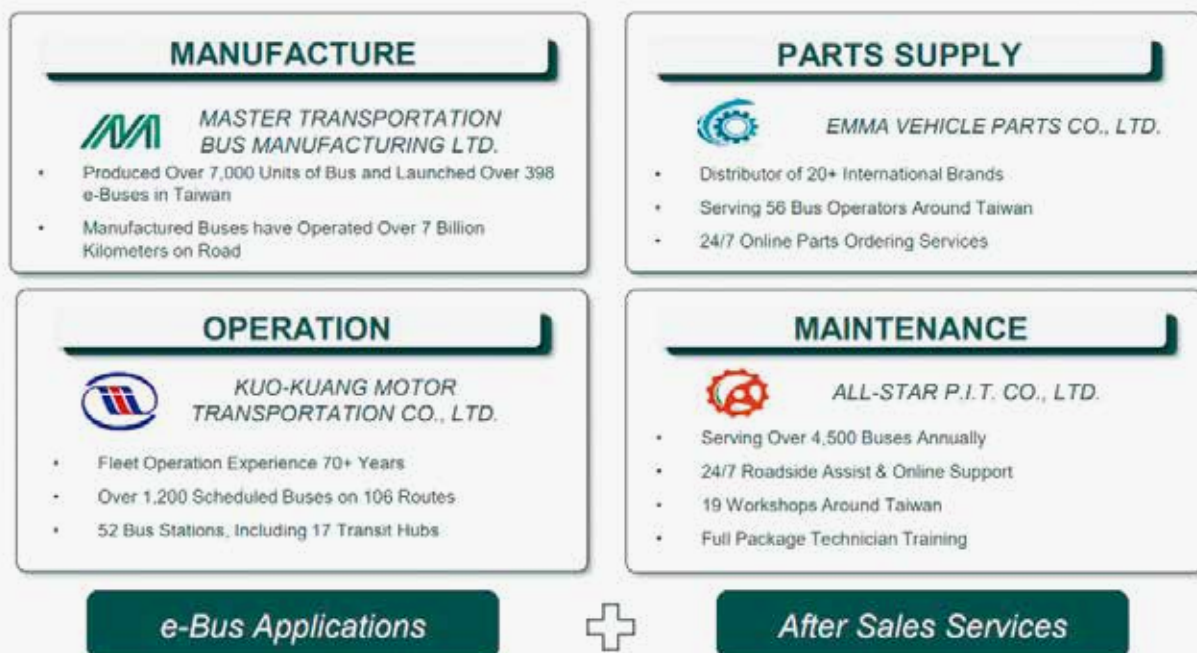 MANUFACTURE
MASTER TRANSPORTATION
BUS MANUFACTURING LTD.
• Produced Over 7,000 Units of Bus and Launched Over 398
e-Buses in Taiwan
• Manufactured Buses have Operated Over 7 Billion
Kilometers on Road
PARTS SUPPLY
EMMA VEHICLE PARTS CO., LTD.
• Distributor of 20+ International Brands
• Serving 56 Bus Operators Around Taiwan
• 24/7 Online Parts Ordering Services
OPERATION
KUO-KUANG MOTOR
TRANSPORTATION CO., LTD.
• Fleet Operation Experience 70+ Years
• Over 1,200 Scheduled Buses on 106 Routes
• 52 Bus Stations, Including 17 Transit Hubs
MAINTENANCE
ALL-STAR P.I.T. CO., LTD.
• Serving Over 4,500 Buses Annually
• 24/7 Roadside Assist & Online Support
• 19 Workshops Around Taiwan
• Full Package Technician Training
e-Bus Applications
After Sales Services